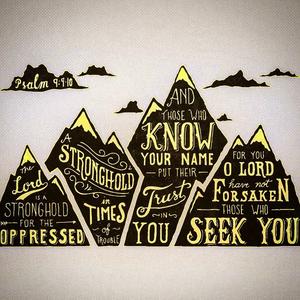 Psalm 9:9-10
The
Lord
is a
STRONGHOLD
FOR THE
OPPRESSED
A
STRONGHOLD
in
TIMES
OF
TROUBLE
AND
THOSE WHO
KNOW
YOUR NAME
PUT THEIR
Trust
IN
YOU
FOR YOU
O LORD
have not
FORSAKEN
THOSE WHO
SEEK YOU